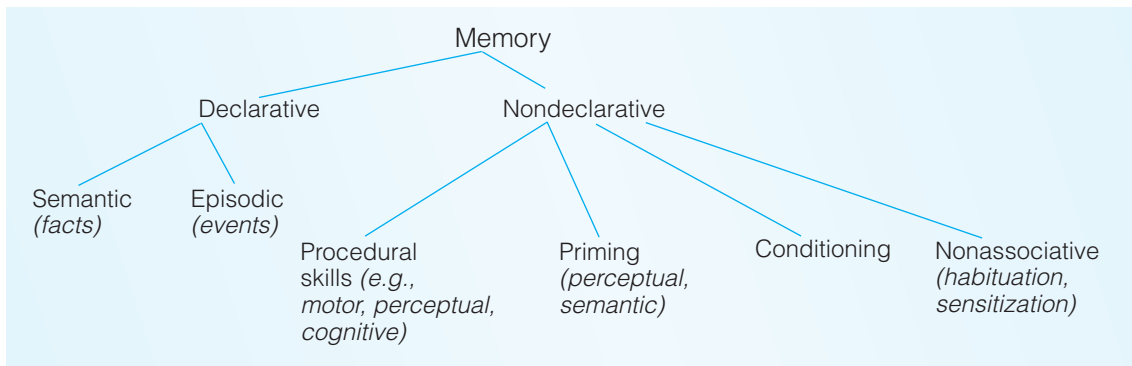 Memory
Declarative
Nondeclarative
Semantic
(facts)
Episodic
(events)
Procedural
skills (e.g.,
motor, perceptual,
cognitive)
Priming
(perceptual,
semantic)
Conditioning
Nonassociative
(habituation,
sensitization)